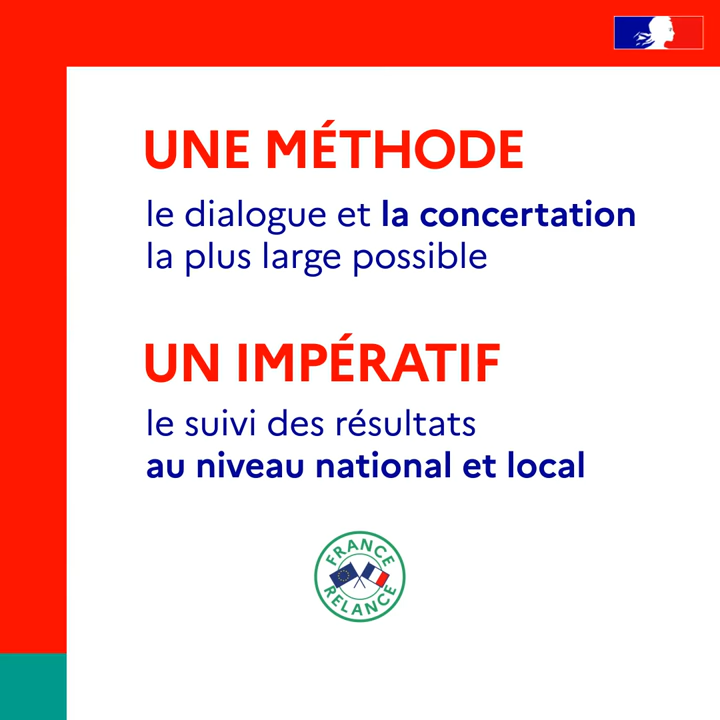 UNE MÉTHODE
le dialogue et la concertation
la plus large possible
UN IMPÉRATIF
le suivi des résultats
au niveau national et local
FRANCE
RELANCE